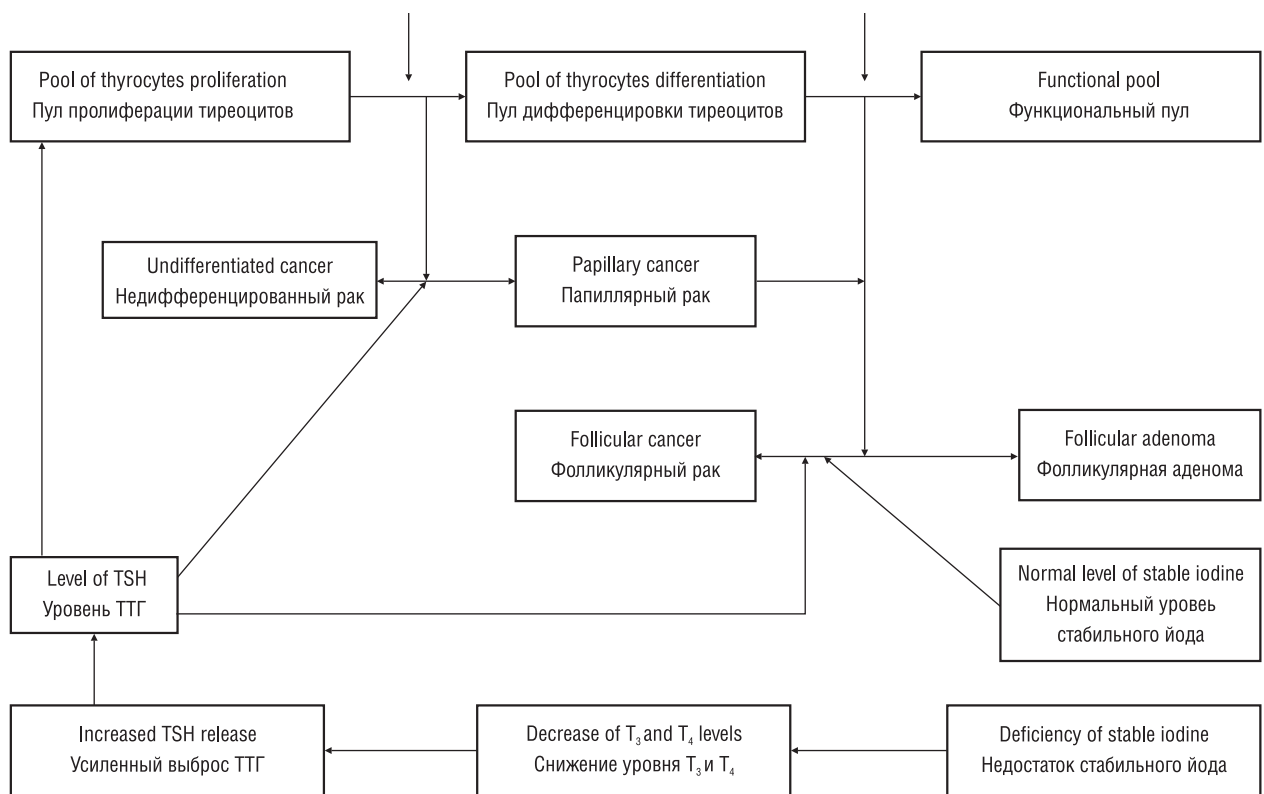 Pool of thyrocytes proliferation
Пул пролиферации тиреоцитов
Pool of thyrocytes differentiation
Пул дифференцировки тиреоцитов
Functional pool
Функциональный пул
Undifferentiated cancer
Недифференцированный рак
Papillary cancer
Папиллярный рак
Follicular cancer
Фолликулярный рак
Follicular adenoma
Фолликулярная аденома
Level of TSH
Уровень ТТГ
Normal level of stable iodine
Нормальный уровеь
стабильного йода
Increased TSH release
Усиленный выброс ТТГ
Decrease of T₃ and T₄ levels
Снижение уровня T₃ и T₄
Deficiency of stable iodine
Недостаток стабильного йода